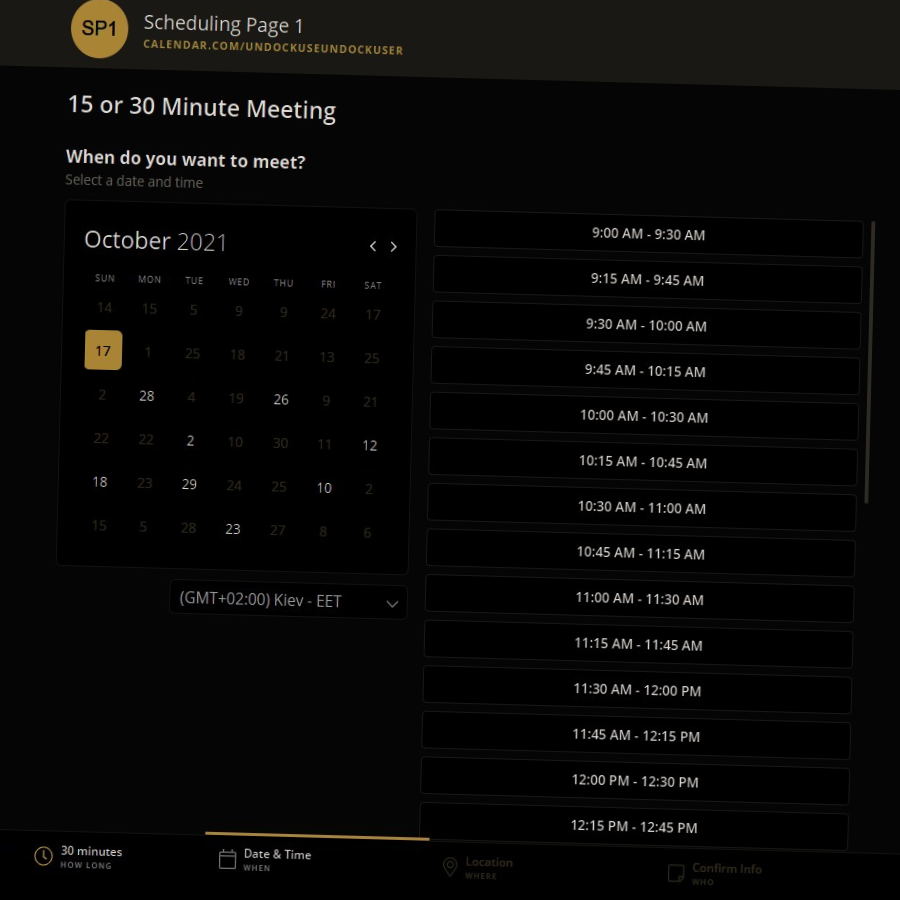 SP1
Scheduling Page 1
CALENDAR.COM/UNDOCKUSEUNDOCKUSER
15 or 30 Minute Meeting
When do you want to meet?
Select a date and time
October 2021
SUN MON TUE WED THU FRI SAT
14 15 5 9 9 24 17
17 1 25 18 21 13 25
2 28 4 19 26 9 21
22 22 2 10 30 11 12
18 23 29 24 25 10 2
15 5 28 23 27 8 6
(GMT+02:00) Kiev - EET
9:00 AM - 9:30 AM
9:15 AM - 9:45 AM
9:30 AM - 10:00 AM
9:45 AM - 10:15 AM
10:00 AM - 10:30 AM
10:15 AM - 10:45 AM
10:30 AM - 11:00 AM
10:45 AM - 11:15 AM
11:00 AM - 11:30 AM
11:15 AM - 11:45 AM
11:30 AM - 12:00 PM
11:45 AM - 12:15 PM
12:00 PM - 12:30 PM
12:15 PM - 12:45 PM
30 minutes
HOW LONG
Date & Time
WHEN
Location
WHERE
Confirm Info
WHO